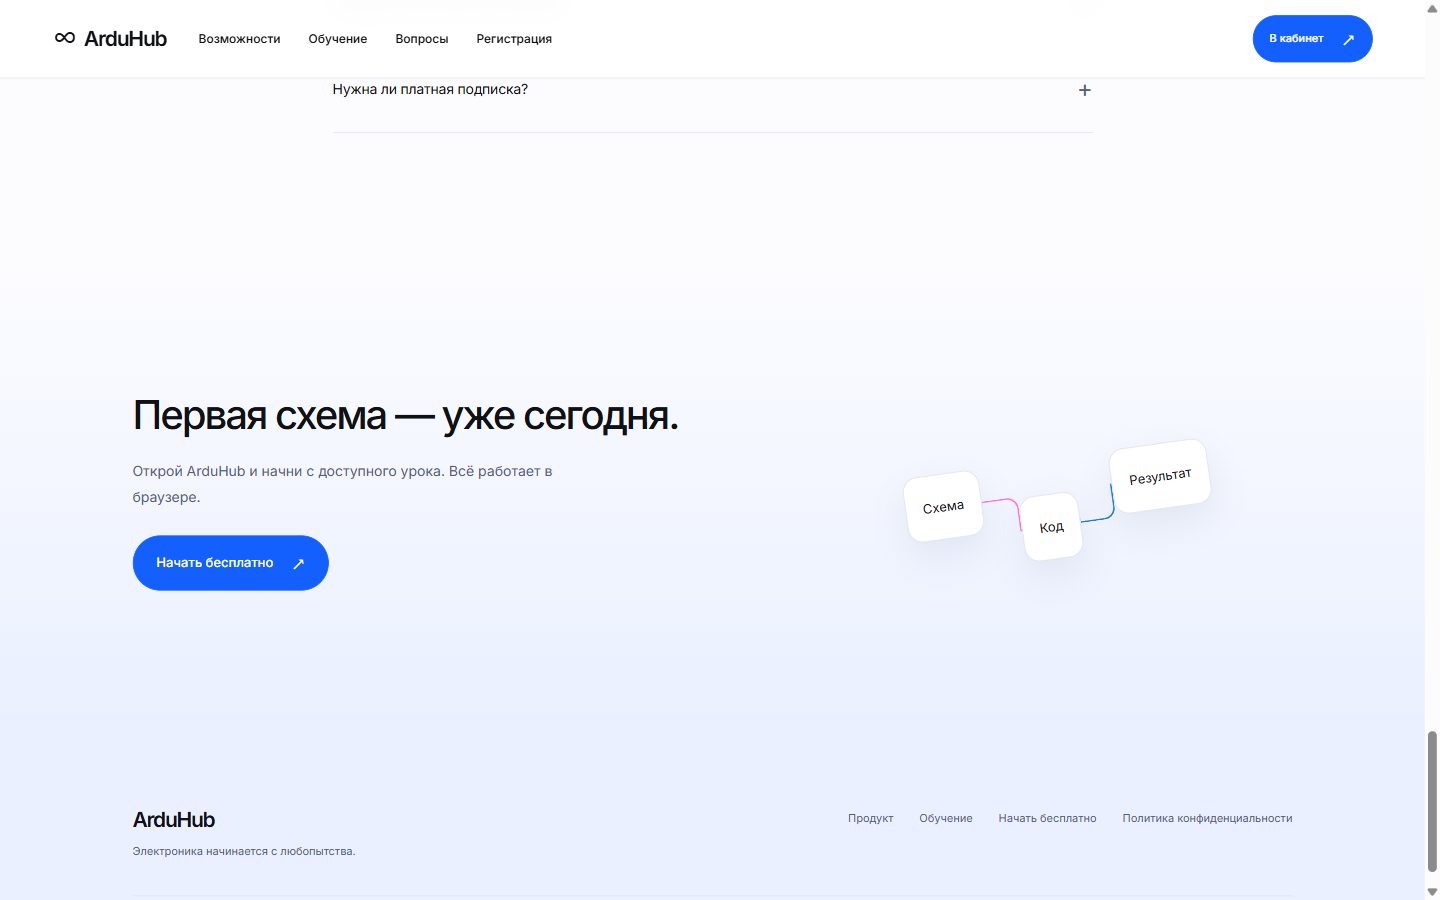 ArduHub
Возможности
Обучение
Вопросы
Регистрация
В кабинет
Нужна ли платная подписка?
Первая схема — уже сегодня.
Открой ArduHub и начни с доступного урока. Всё работает в
браузере.
Начать бесплатно
Схема
Код
Результат
ArduHub
Электроника начинается с любопытства.
Продукт
Обучение
Начать бесплатно
Политика конфиденциальности